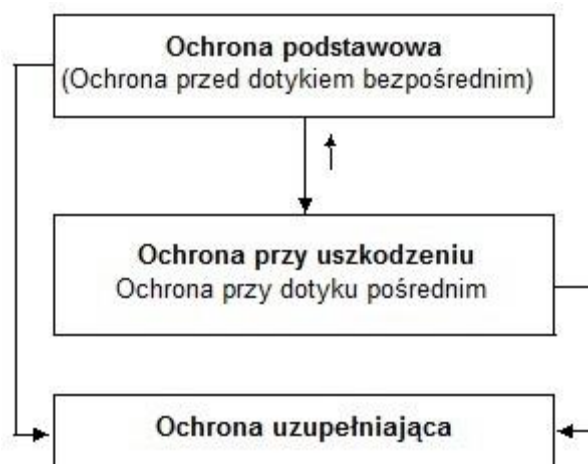 Ochrona podstawowa
(Ochrona przed dotykiem bezpośrednim)
Ochrona przy uszkodzeniu
Ochrona przy dotyku pośrednim
Ochrona uzupełniająca